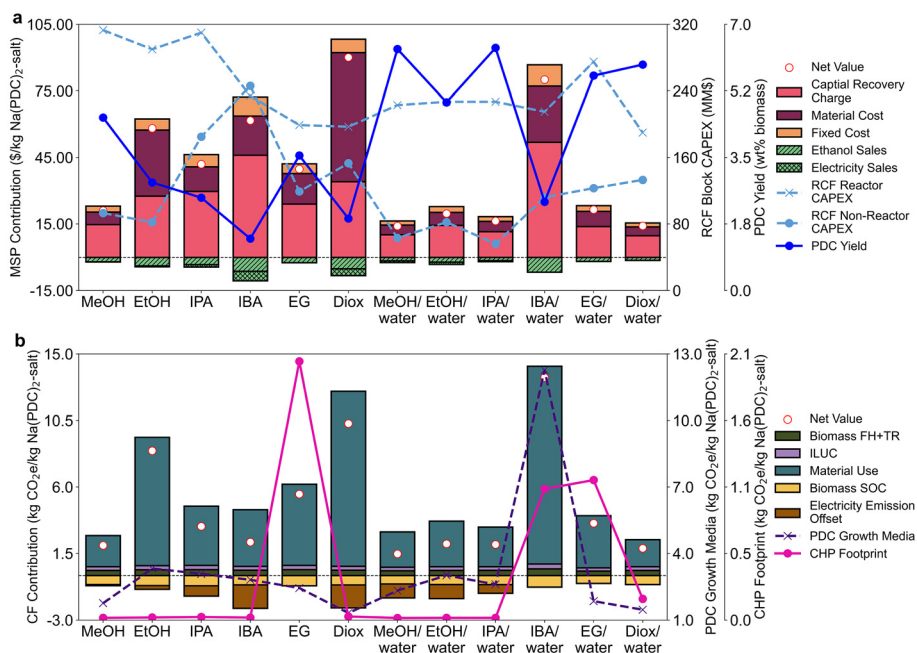 a
MSP Contribution ($/kg Na(PDC)₂-salt)
105.00
75.00
45.00
15.00
-15.00
320
240
160
80
0
RCF Block CAPEX (MM$)
7.0
5.2
3.5
1.8
0.0
PDC Yield (wt% biomass)
Net Value
Captial Recovery
Charge
Material Cost
Fixed Cost
Ethanol Sales
Electricity Sales
RCF Reactor
CAPEX
RCF Non-Reactor
CAPEX
PDC Yield
MeOH EtOH IPA IBA EG Diox MeOH/ EtOH/ IPA/ IBA/ EG/ Diox/
water water water water water water
b
CF Contribution (kg CO₂e/kg Na(PDC)₂-salt)
15.0
10.5
6.0
1.5
-3.0
13.0
10.0
7.0
4.0
1.0
PDC Growth Media (kg CO₂e/kg Na(PDC)₂-salt)
2.1
1.6
1.1
0.5
0.0
CHP Footprint (kg CO₂e/kg Na(PDC)₂-salt)
Net Value
Biomass FH+TR
ILUC
Material Use
Biomass SOC
Electricity Emission
Offset
PDC Growth Media
CHP Footprint
MeOH EtOH IPA IBA EG Diox MeOH/ EtOH/ IPA/ IBA/ EG/ Diox/
water water water water water water